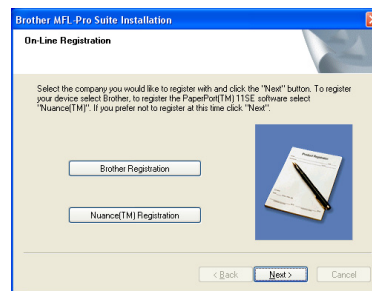 Brother MFL-Pro Suite Installation
On-Line Registration
Select the company you would like to register with and click the "Next" button. To register
your device select Brother, to register the PaperPort(TM) 11SE software select
"Nuance(TM)". If you prefer not to register at this time click "Next".
Brother Registration
Nuance(TM) Registration
< Back Next > Cancel